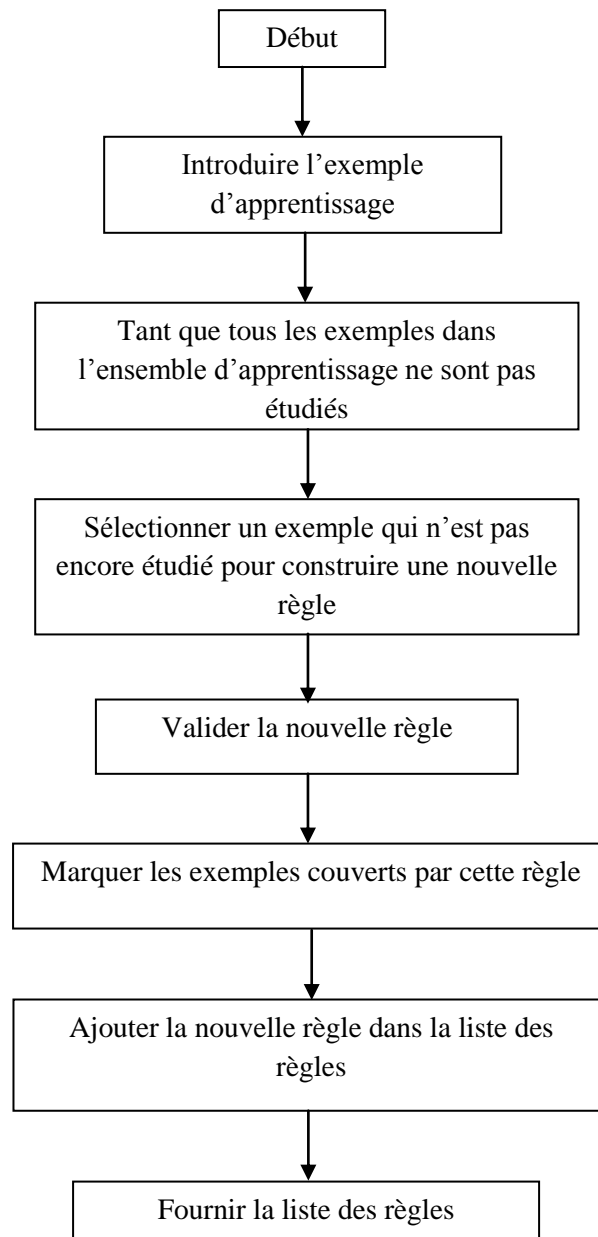 Début
Introduire l’exemple
d’apprentissage
Tant que tous les exemples dans
l’ensemble d’apprentissage ne sont pas
étudiés
Sélectionner un exemple qui n’est pas
encore étudié pour construire une nouvelle
règle
Valider la nouvelle règle
Marquer les exemples couverts par cette règle
Ajouter la nouvelle règle dans la liste des
règles
Fournir la liste des règles